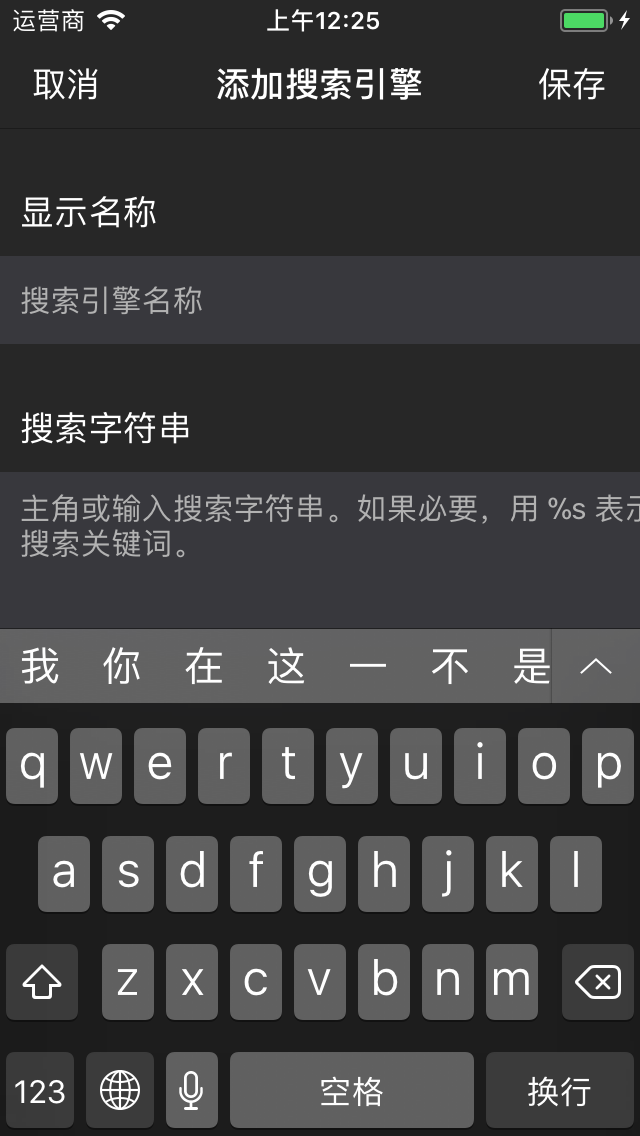 运营商 上午12:25
取消 添加搜索引擎 保存
显示名称
搜索引擎名称
搜索字符串
主角或输入搜索字符串。如果必要，用 %s 表示
搜索关键词。
我 你 在 这 一 不 是
q w e r t y u i o p
a s d f g h j k l
z x c v b n m
123 空格 换行